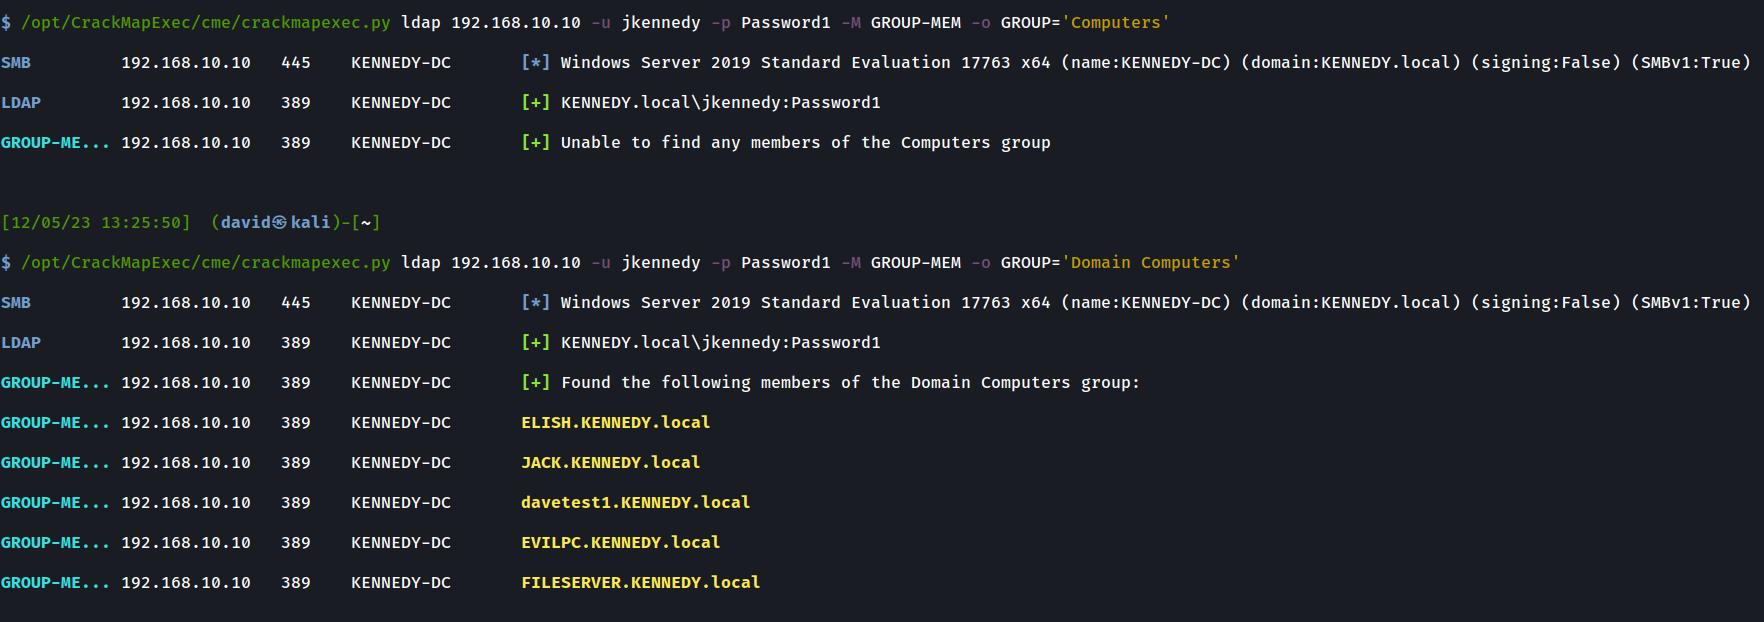 $ /opt/CrackMapExec/cme/crackmapexec.py ldap 192.168.10.10 -u jkennedy -p Password1 -M GROUP-MEM -o GROUP='Computers'
SMB 192.168.10.10 445 KENNEDY-DC [*] Windows Server 2019 Standard Evaluation 17763 x64 (name:KENNEDY-DC) (domain:KENNEDY.local) (signing:False) (SMBv1:True)
LDAP 192.168.10.10 389 KENNEDY-DC [+] KENNEDY.local\jkennedy:Password1
GROUP-ME... 192.168.10.10 389 KENNEDY-DC [+] Unable to find any members of the Computers group
[12/05/23 13:25:50] (david㉿kali)-[~]
$ /opt/CrackMapExec/cme/crackmapexec.py ldap 192.168.10.10 -u jkennedy -p Password1 -M GROUP-MEM -o GROUP='Domain Computers'
SMB 192.168.10.10 445 KENNEDY-DC [*] Windows Server 2019 Standard Evaluation 17763 x64 (name:KENNEDY-DC) (domain:KENNEDY.local) (signing:False) (SMBv1:True)
LDAP 192.168.10.10 389 KENNEDY-DC [+] KENNEDY.local\jkennedy:Password1
GROUP-ME... 192.168.10.10 389 KENNEDY-DC [+] Found the following members of the Domain Computers group:
GROUP-ME... 192.168.10.10 389 KENNEDY-DC ELISH.KENNEDY.local
GROUP-ME... 192.168.10.10 389 KENNEDY-DC JACK.KENNEDY.local
GROUP-ME... 192.168.10.10 389 KENNEDY-DC davetest1.KENNEDY.local
GROUP-ME... 192.168.10.10 389 KENNEDY-DC EVILPC.KENNEDY.local
GROUP-ME... 192.168.10.10 389 KENNEDY-DC FILESERVER.KENNEDY.local